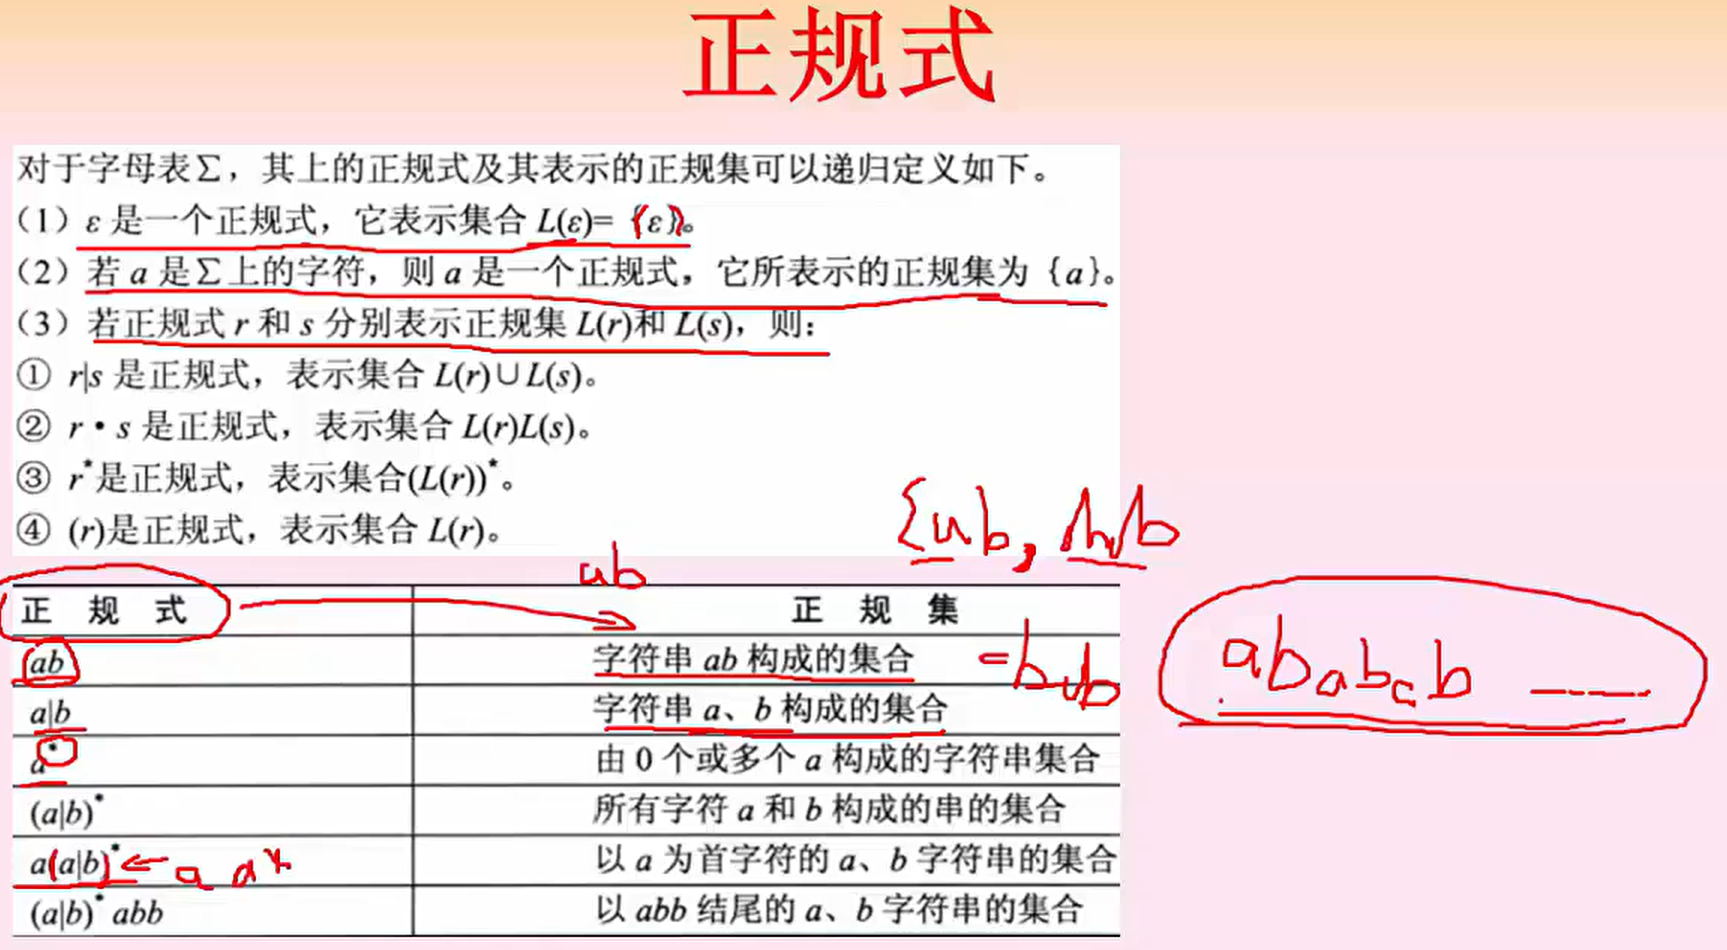 正规式
对于字母表∑，其上的正规式及其表示的正规集可以递归定义如下。
（1）ε 是一个正规式，它表示集合 L(ε)= {ε}。
（2）若 a 是∑上的字符，则 a 是一个正规式，它所表示的正规集为 {a}。
（3）若正规式 r 和 s 分别表示正规集 L(r)和 L(s)，则：
① r|s 是正规式，表示集合 L(r)∪L(s)。
② r·s 是正规式，表示集合 L(r)L(s)。
③ r*是正规式，表示集合(L(r))*。
④ (r)是正规式，表示集合 L(r)。
{ab,
ab
正 规 式 正 规 集
ab 字符串 ab 构成的集合
a|b 字符串 a、b 构成的集合
a* 由 0 个或多个 a 构成的字符串集合
(a|b)* 所有字符 a 和 b 构成的串的集合
a(a|b)* ← a a* 以 a 为首字符的 a、b 字符串的集合
(a|b)* abb 以 abb 结尾的 a、b 字符串的集合